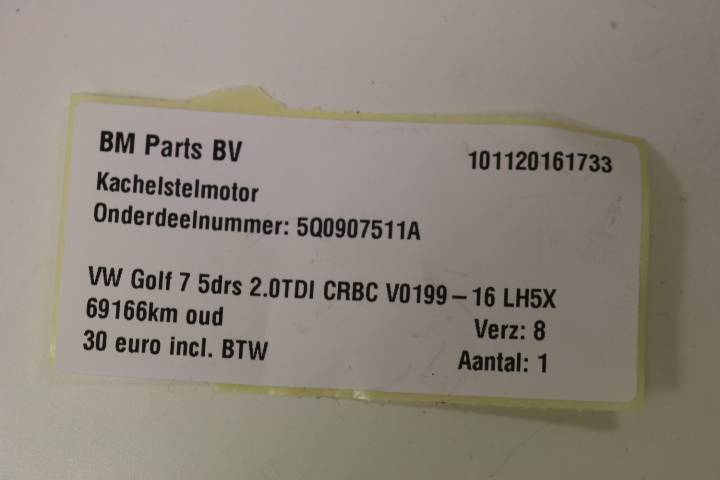 BM Parts BV 101120161733
Kachelstelmotor
Onderdeelnummer: 5Q0907511A
VW Golf 7 5drs 2.0TDI CRBC V0199-16 LH5X
69166km oud Verz: 8
30 euro incl. BTW Aantal: 1